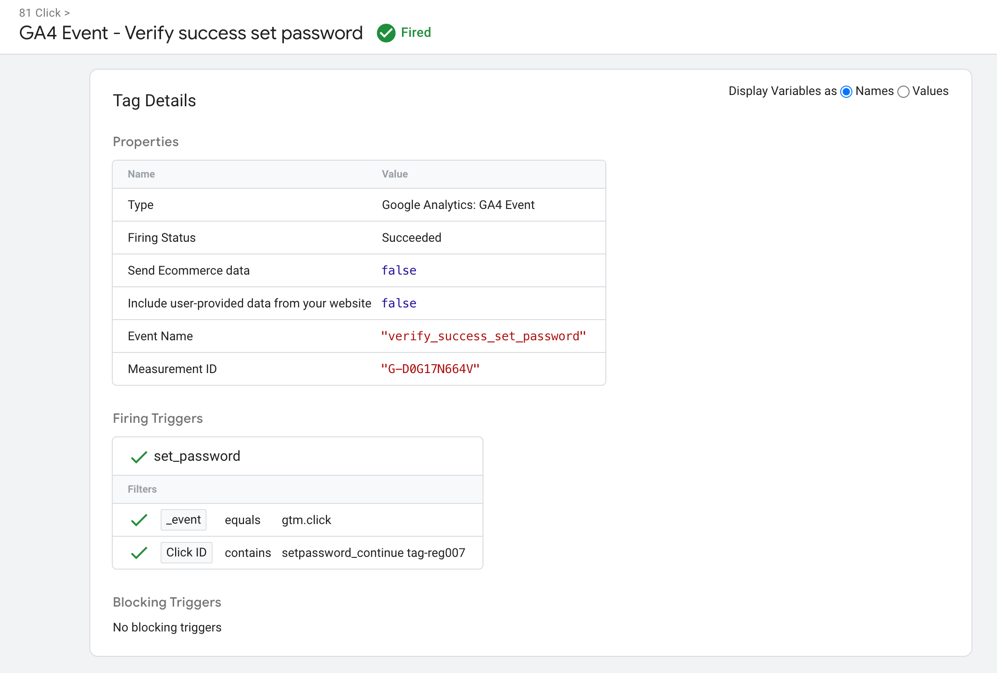 81 Click >
GA4 Event - Verify success set password Fired
Tag Details
Display Variables as Names Values
Properties
Name Value
Type Google Analytics: GA4 Event
Firing Status Succeeded
Send Ecommerce data false
Include user-provided data from your website false
Event Name "verify_success_set_password"
Measurement ID "G-D0G17N664V"
Firing Triggers
set_password
Filters
_event equals gtm.click
Click ID contains setpassword_continue tag-reg007
Blocking Triggers
No blocking triggers